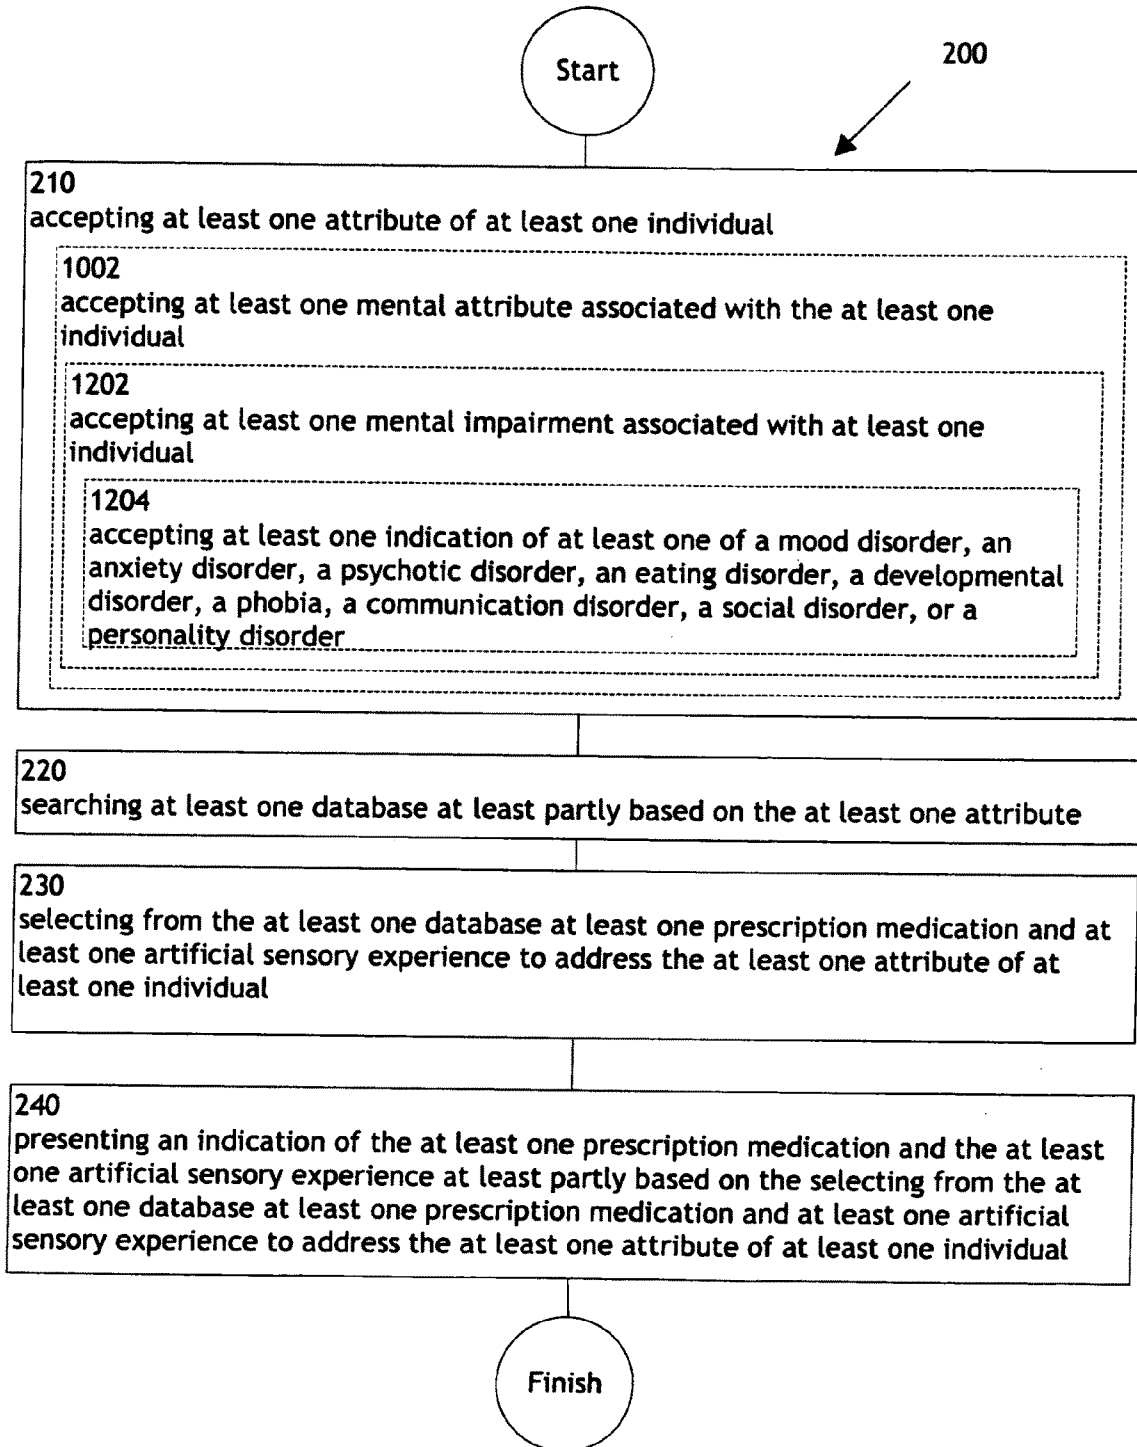 Start
200
210
accepting at least one attribute of at least one individual
1002
accepting at least one mental attribute associated with the at least one
individual
1202
accepting at least one mental impairment associated with at least one
individual
1204
accepting at least one indication of at least one of a mood disorder, an
anxiety disorder, a psychotic disorder, an eating disorder, a developmental
disorder, a phobia, a communication disorder, a social disorder, or a
personality disorder
220
searching at least one database at least partly based on the at least one attribute
230
selecting from the at least one database at least one prescription medication and at
least one artificial sensory experience to address the at least one attribute of at
least one individual
240
presenting an indication of the at least one prescription medication and the at least
one artificial sensory experience at least partly based on the selecting from the at
least one database at least one prescription medication and at least one artificial
sensory experience to address the at least one attribute of at least one individual
Finish